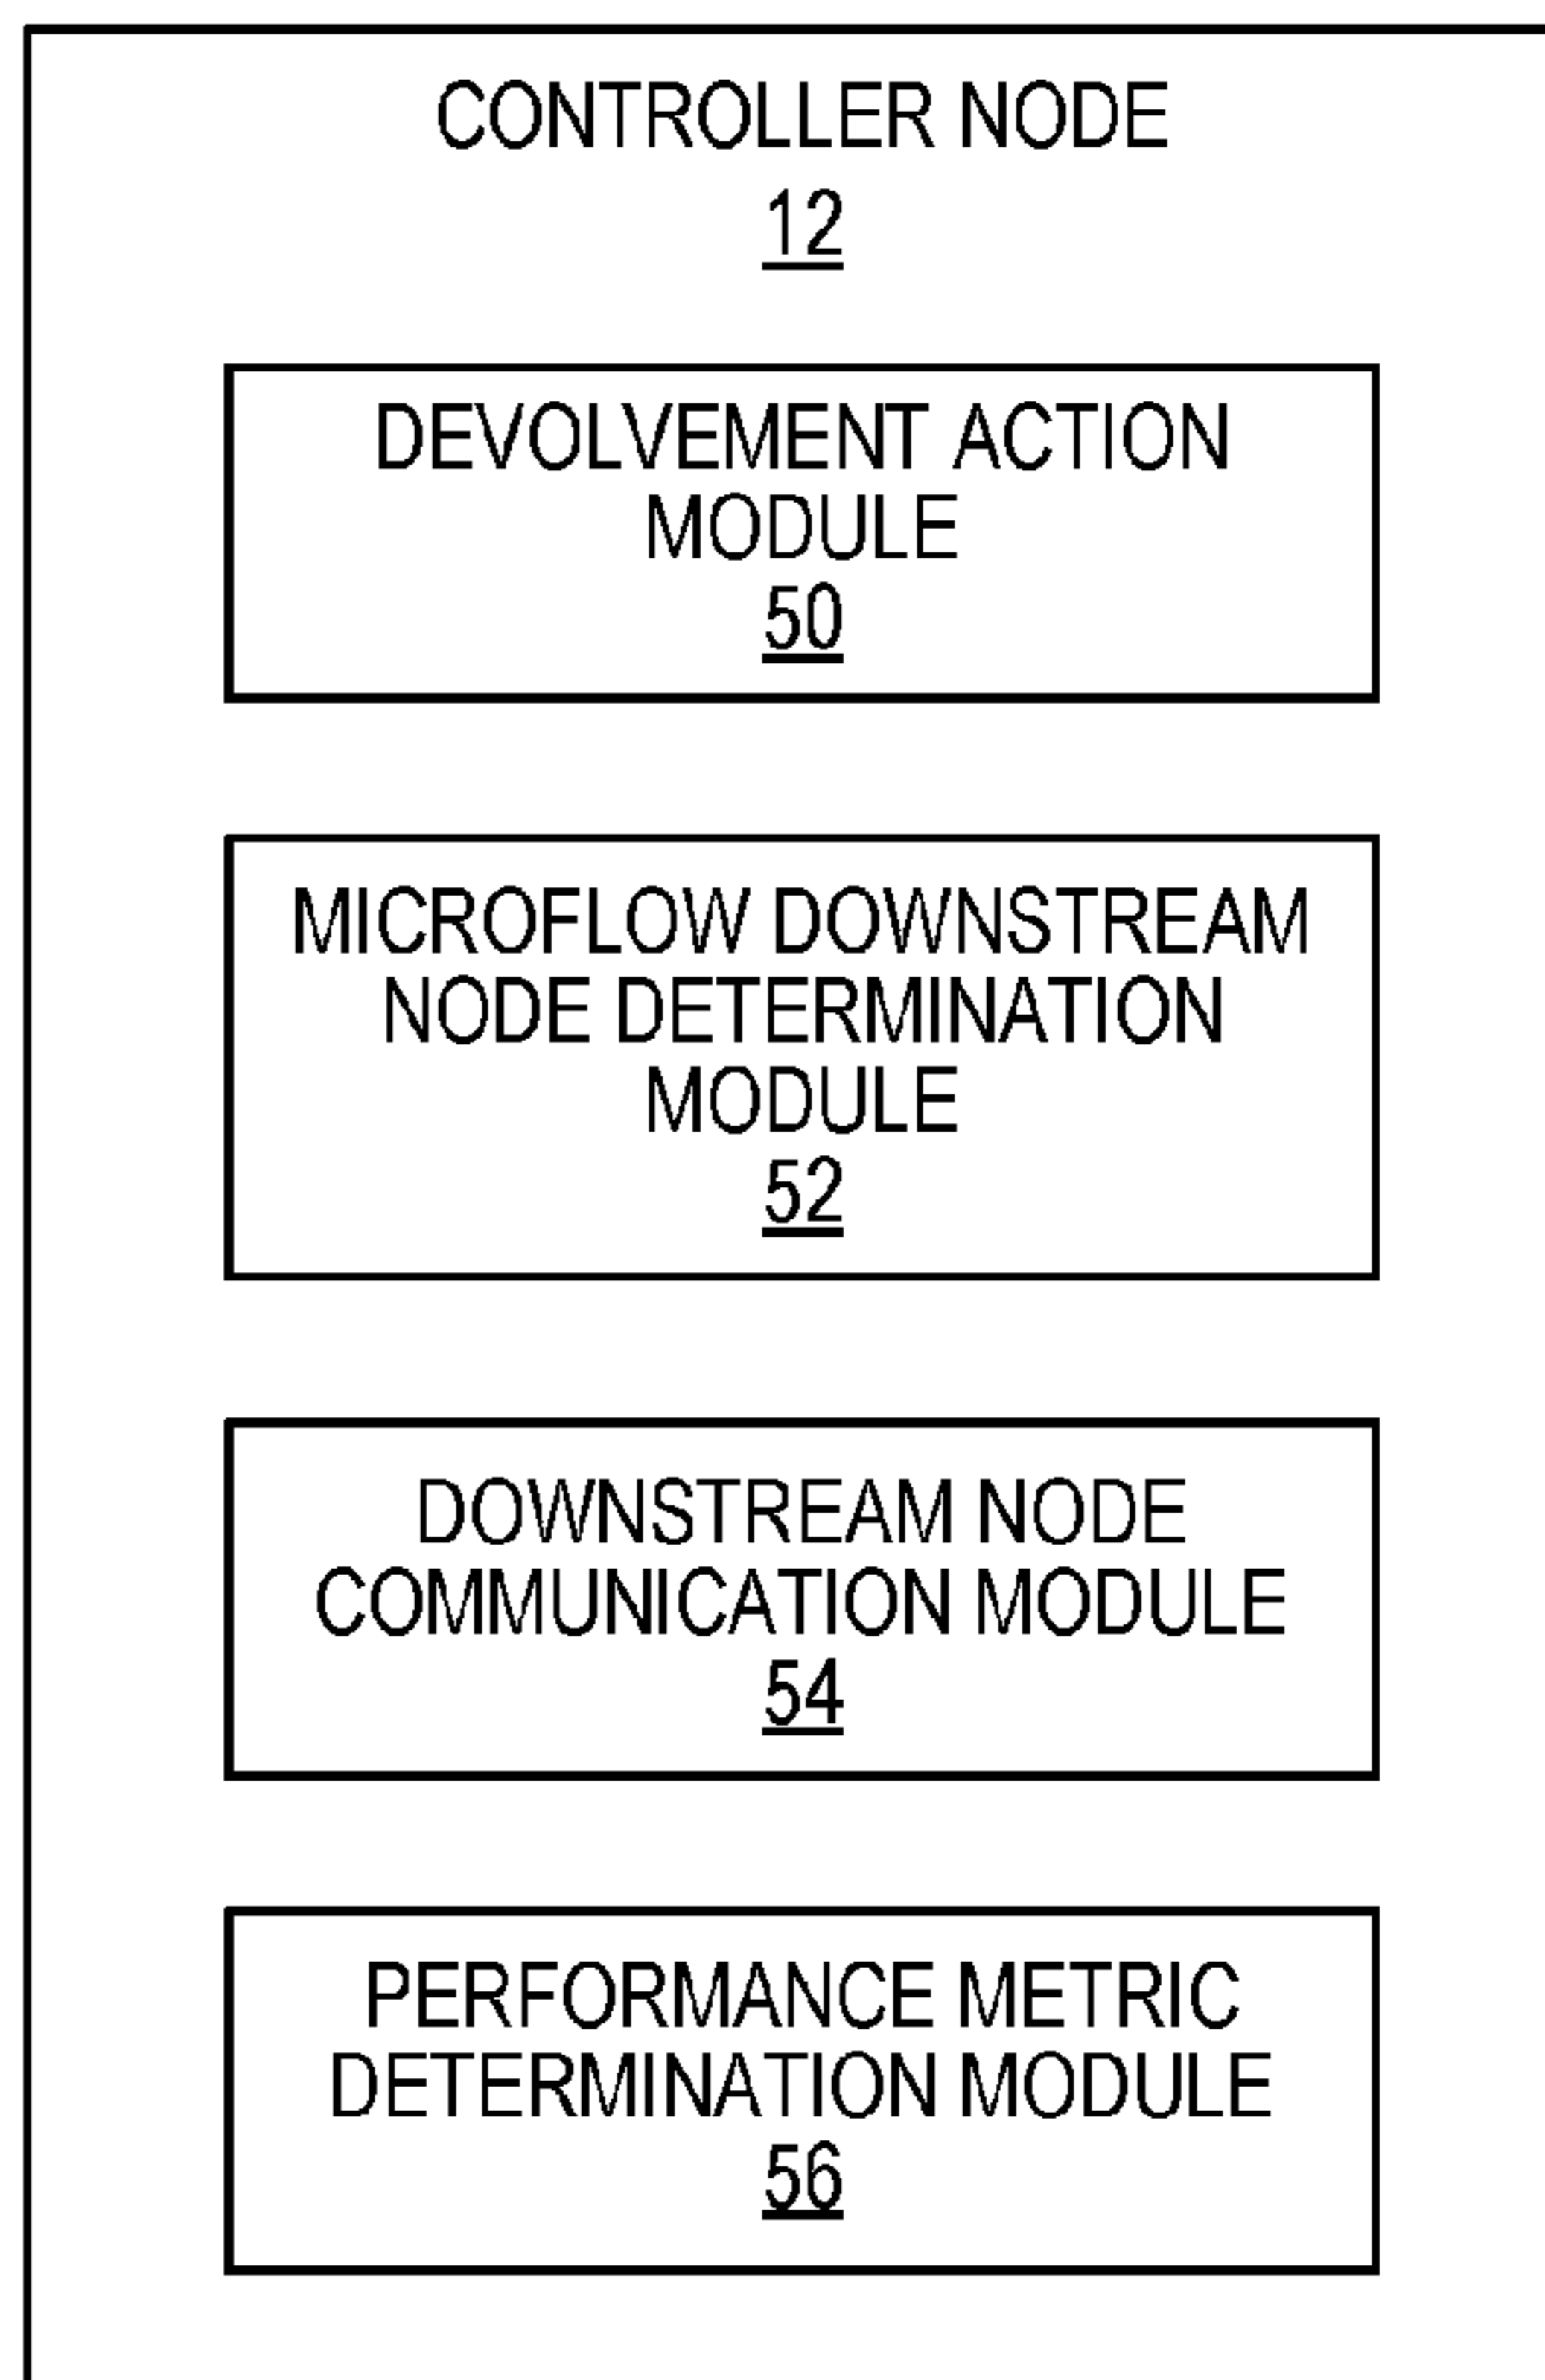 CONTROLLER NODE
12
DEVOLVEMENT ACTION
MODULE
50
MICROFLOW DOWNSTREAM
NODE DETERMINATION
MODULE
52
DOWNSTREAM NODE
COMMUNICATION MODULE
54
PERFORMANCE METRIC
DETERMINATION MODULE
56